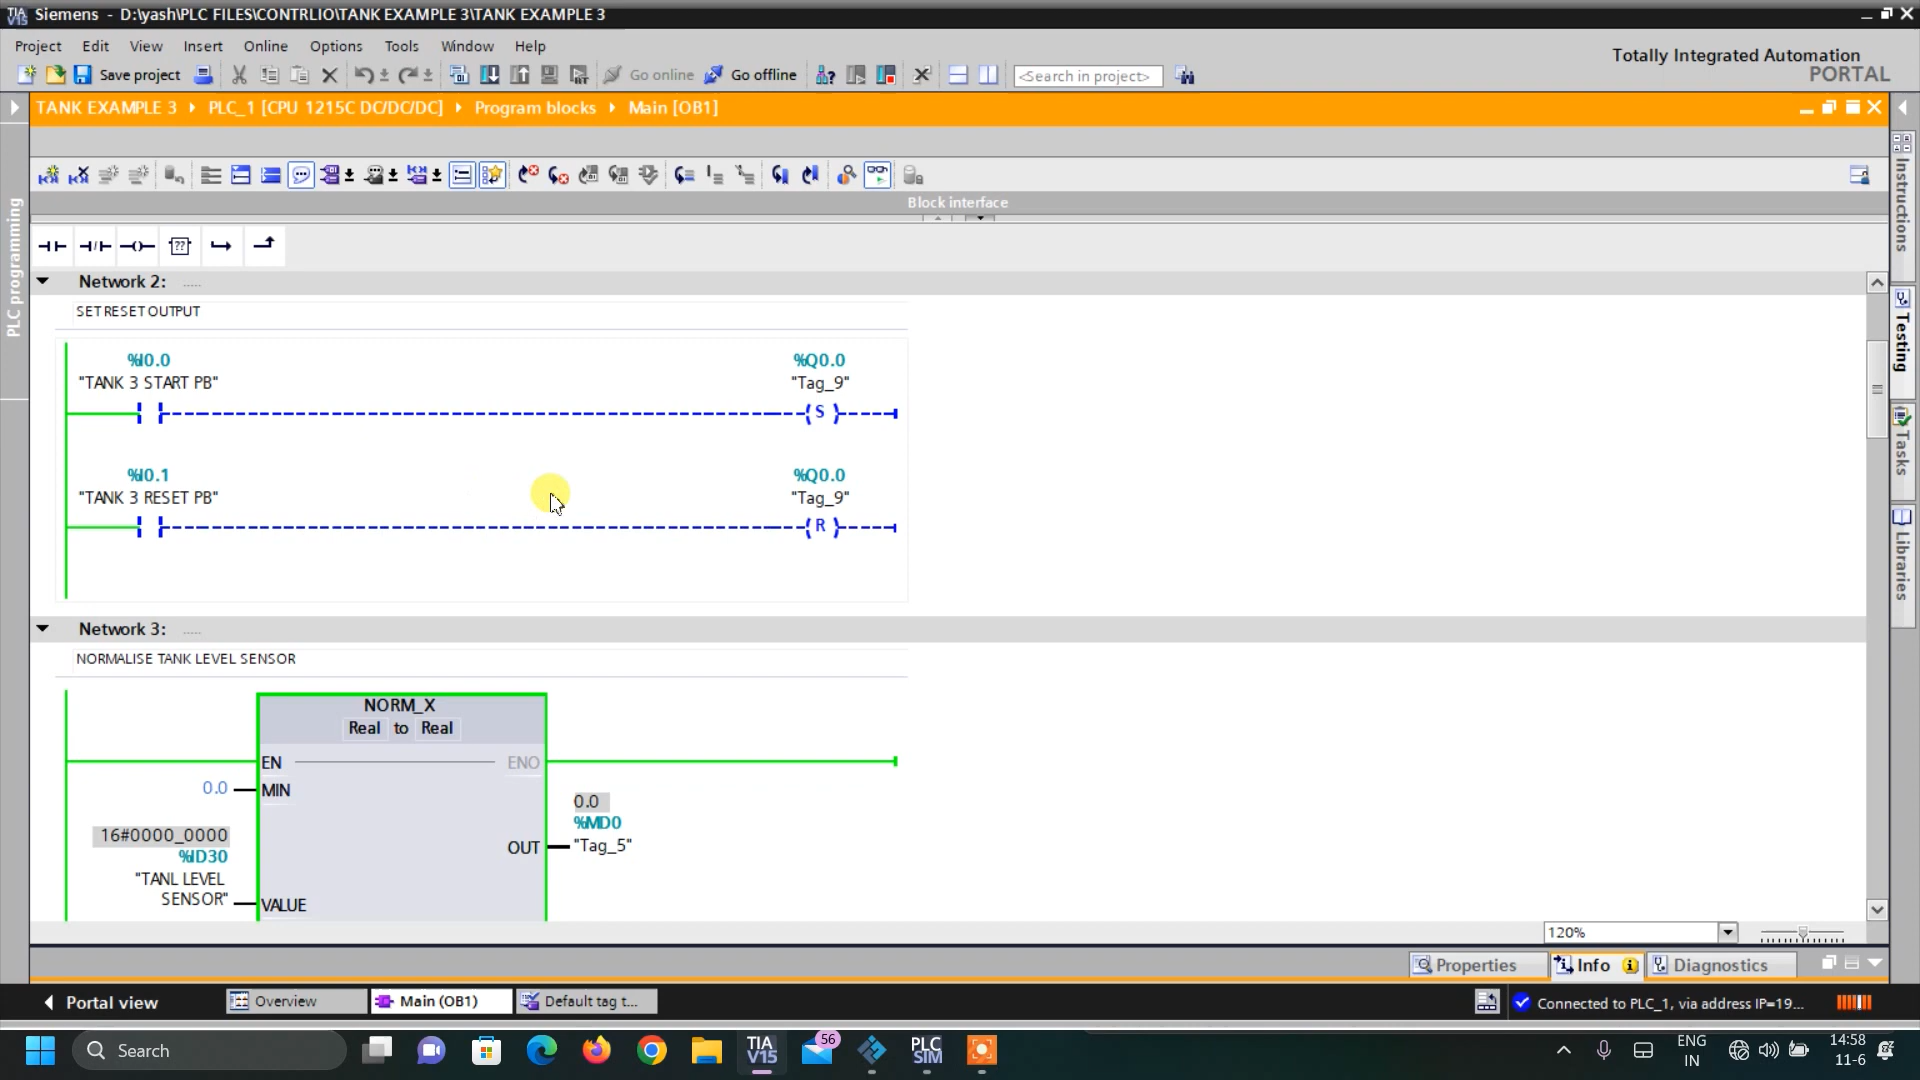 TIA V15 Siemens - D:\yash\PLC FILES\CONTRLIO\TANK EXAMPLE 3\TANK EXAMPLE 3
Project Edit View Insert Online Options Tools Window Help
Totally Integrated Automation
PORTAL
Save project Go online Go offline <Search in project>
TANK EXAMPLE 3 PLC_1 [CPU 1215C DC/DC/DC] Program blocks Main [OB1]
Block interface
PLC programming
Instructions
Testing
Tasks
Libraries
??
Network 2: .....
SET RESET OUTPUT
%I0.0 %Q0.0
"TANK 3 START PB" "Tag_9"
S
%I0.1 %Q0.0
"TANK 3 RESET PB" "Tag_9"
R
Network 3: .....
NORMALISE TANK LEVEL SENSOR
NORM_X
Real to Real
EN ENO
0.0 MIN
0.0
%MD0
16#0000_0000
%ID30
OUT "Tag_5"
"TANL LEVEL
SENSOR" VALUE
120%
Properties Info Diagnostics
Portal view Overview Main (OB1) Default tag t... Connected to PLC_1, via address IP=19...
Search TIA V15 56 PLC SIM ENG IN 14:58 11-6